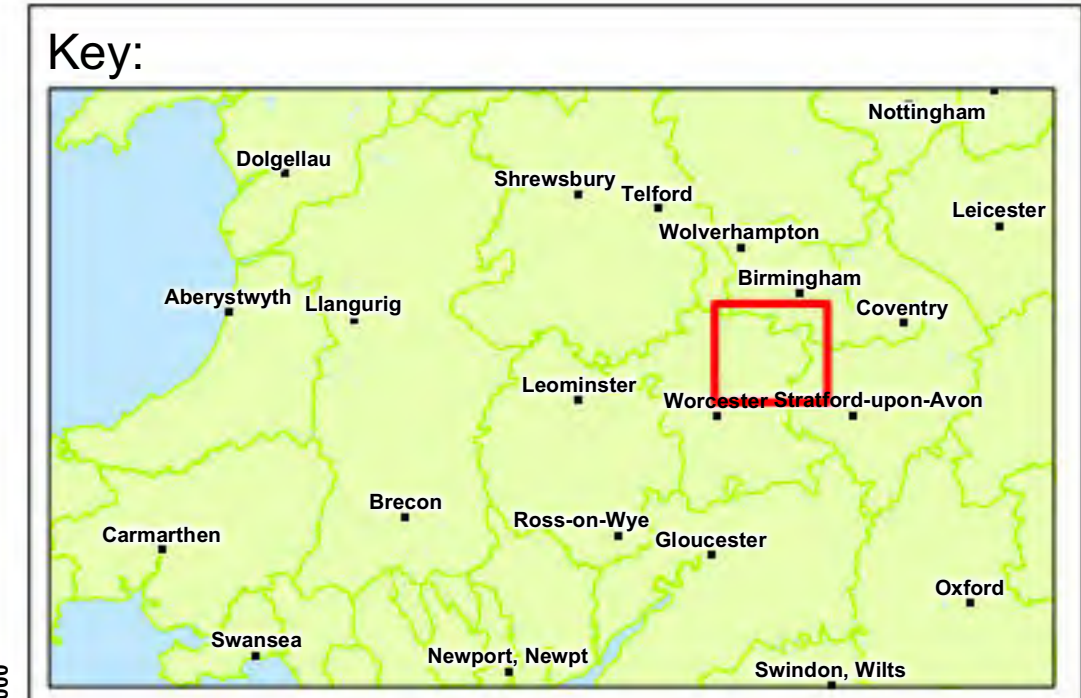 Key:
Nottingham
Dolgellau
Shrewsbury
Telford
Leicester
Wolverhampton
Birmingham
Aberystwyth
Llangurig
Coventry
Leominster
Worcester
Stratford-upon-Avon
Brecon
Ross-on-Wye
Carmarthen
Gloucester
Oxford
Swansea
Newport, Newpt
Swindon, Wilts